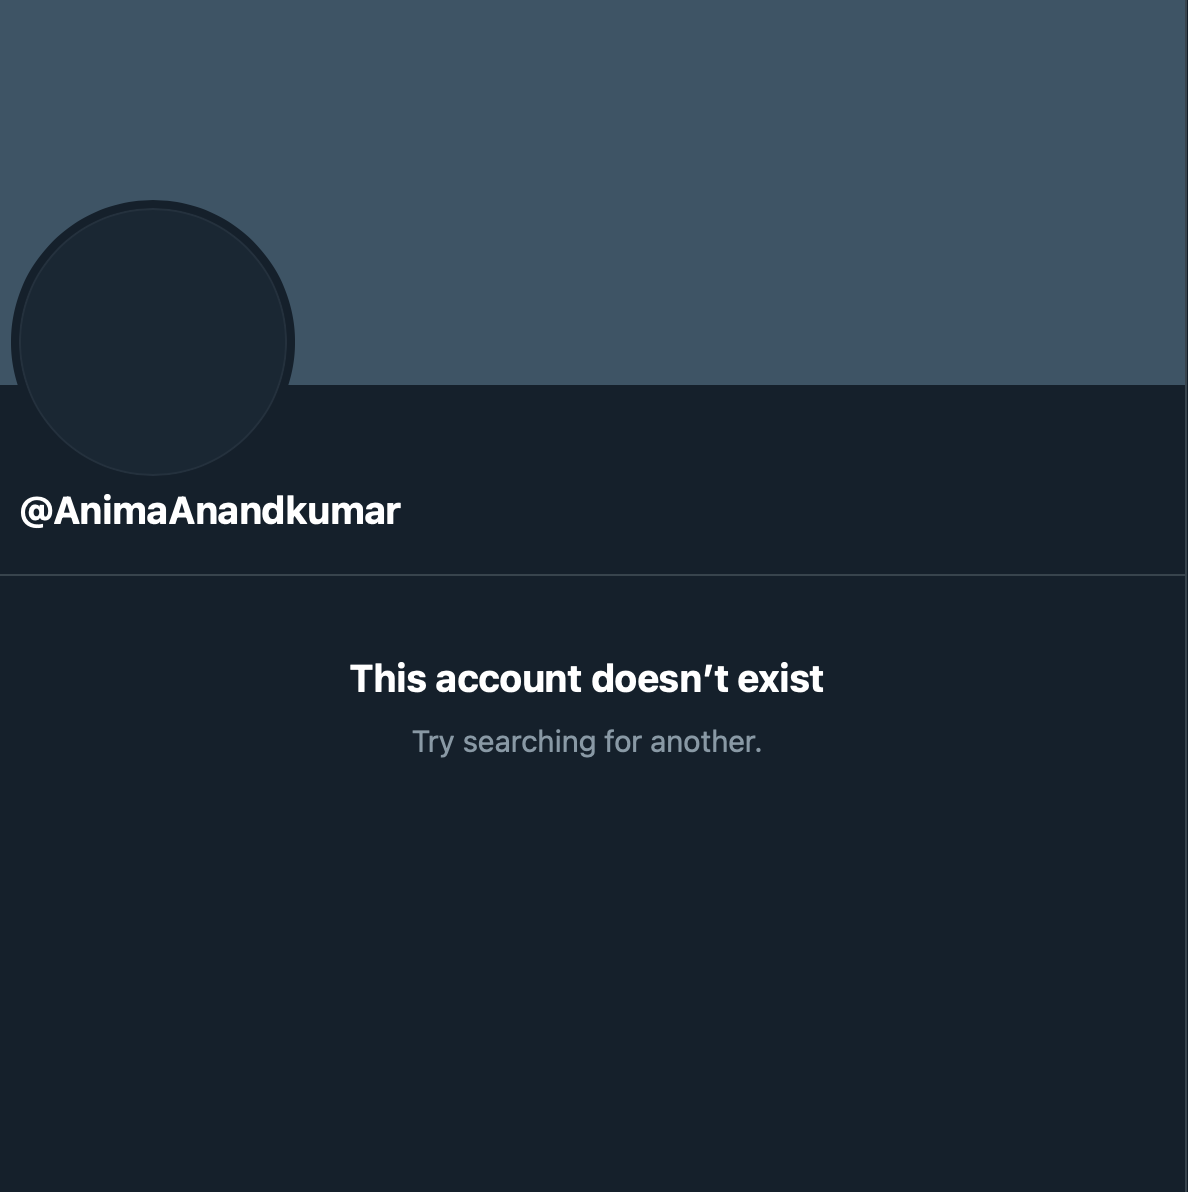 @AnimaAnandkumar
This account doesn’t exist
Try searching for another.